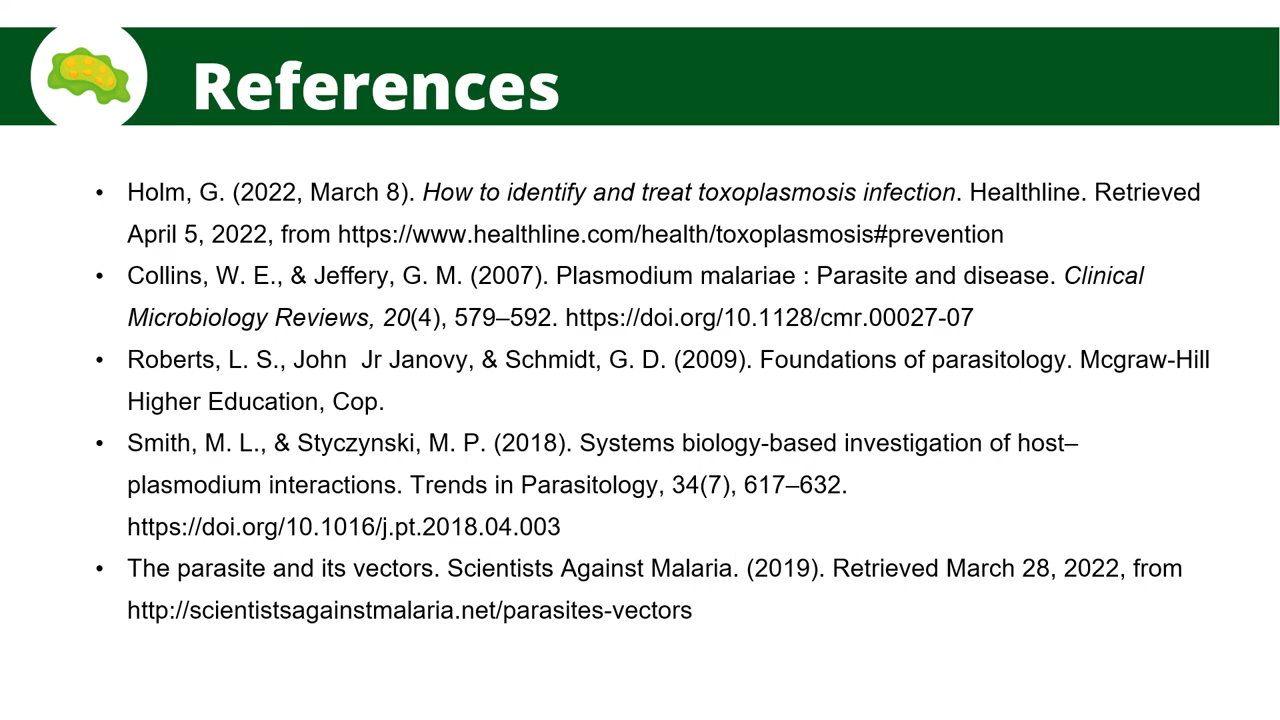 References
• Holm, G. (2022, March 8). How to identify and treat toxoplasmosis infection. Healthline. Retrieved
April 5, 2022, from https://www.healthline.com/health/toxoplasmosis#prevention
• Collins, W. E., & Jeffery, G. M. (2007). Plasmodium malariae : Parasite and disease. Clinical
Microbiology Reviews, 20(4), 579–592. https://doi.org/10.1128/cmr.00027-07
• Roberts, L. S., John  Jr Janovy, & Schmidt, G. D. (2009). Foundations of parasitology. Mcgraw-Hill
Higher Education, Cop.
• Smith, M. L., & Styczynski, M. P. (2018). Systems biology-based investigation of host–
plasmodium interactions. Trends in Parasitology, 34(7), 617–632.
https://doi.org/10.1016/j.pt.2018.04.003
• The parasite and its vectors. Scientists Against Malaria. (2019). Retrieved March 28, 2022, from
http://scientistsagainstmalaria.net/parasites-vectors